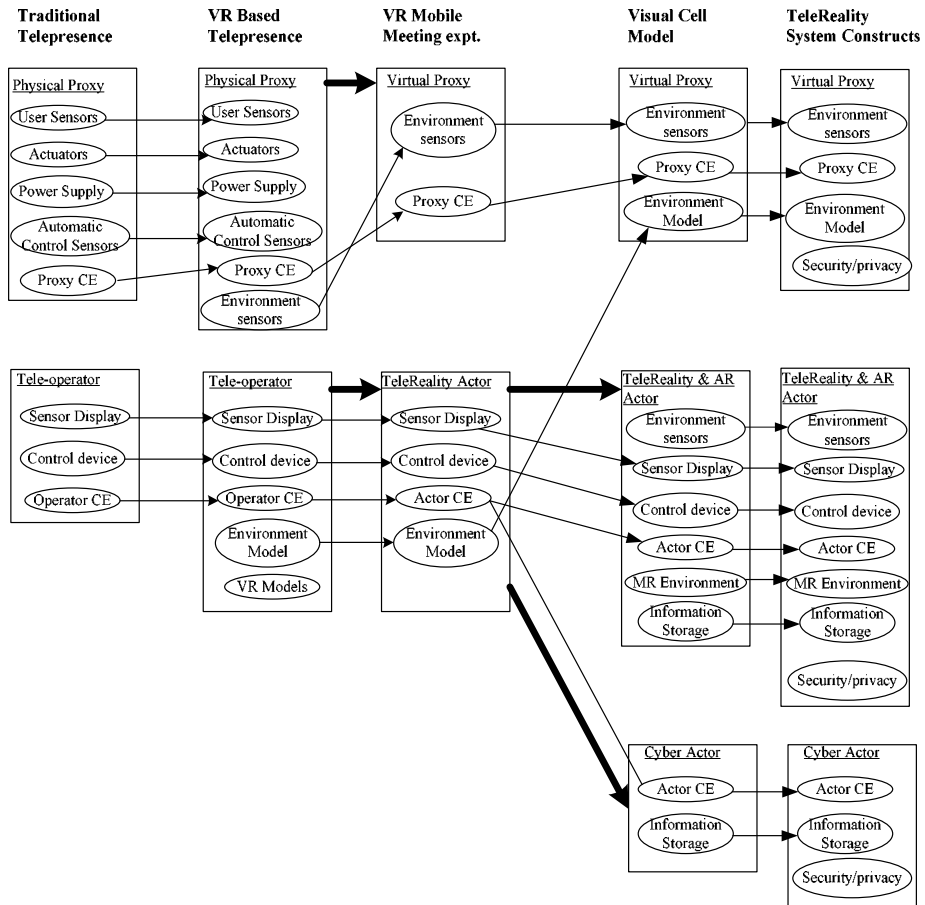 Traditional
Telepresence
VR Based
Telepresence
VR Mobile
Meeting expt.
Visual Cell
Model
TeleReality
System Constructs
Physical Proxy
User Sensors
Actuators
Power Supply
Automatic
Control Sensors
Proxy CE
Physical Proxy
User Sensors
Actuators
Power Supply
Automatic
Control Sensors
Proxy CE
Environment
sensors
Virtual Proxy
Environment
sensors
Proxy CE
Virtual Proxy
Environment
sensors
Proxy CE
Environment
Model
Virtual Proxy
Environment
sensors
Proxy CE
Environment
Model
Security/privacy
Tele-operator
Sensor Display
Control device
Operator CE
Tele-operator
Sensor Display
Control device
Operator CE
Environment
Model
VR Models
TeleReality Actor
Sensor Display
Control device
Actor CE
Environment
Model
TeleReality & AR
Actor
Environment
sensors
Sensor Display
Control device
Actor CE
MR Environment
Information
Storage
TeleReality & AR
Actor
Environment
sensors
Sensor Display
Control device
Actor CE
MR Environment
Information
Storage
Security/privacy
Cyber Actor
Actor CE
Information
Storage
Cyber Actor
Actor CE
Information
Storage
Security/privacy